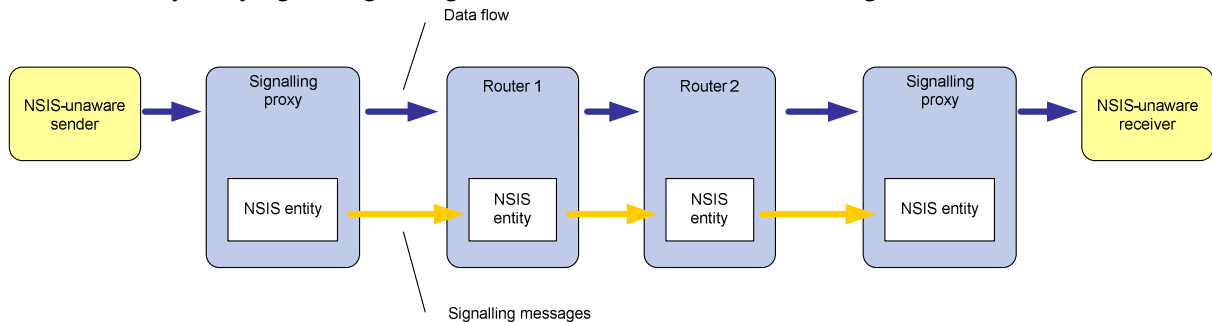 Data flow
NSIS-unaware
sender
Signalling
proxy
NSIS entity
Router 1
NSIS
entity
Router 2
NSIS
entity
Signalling
proxy
NSIS entity
NSIS-unaware
receiver
Signalling messages